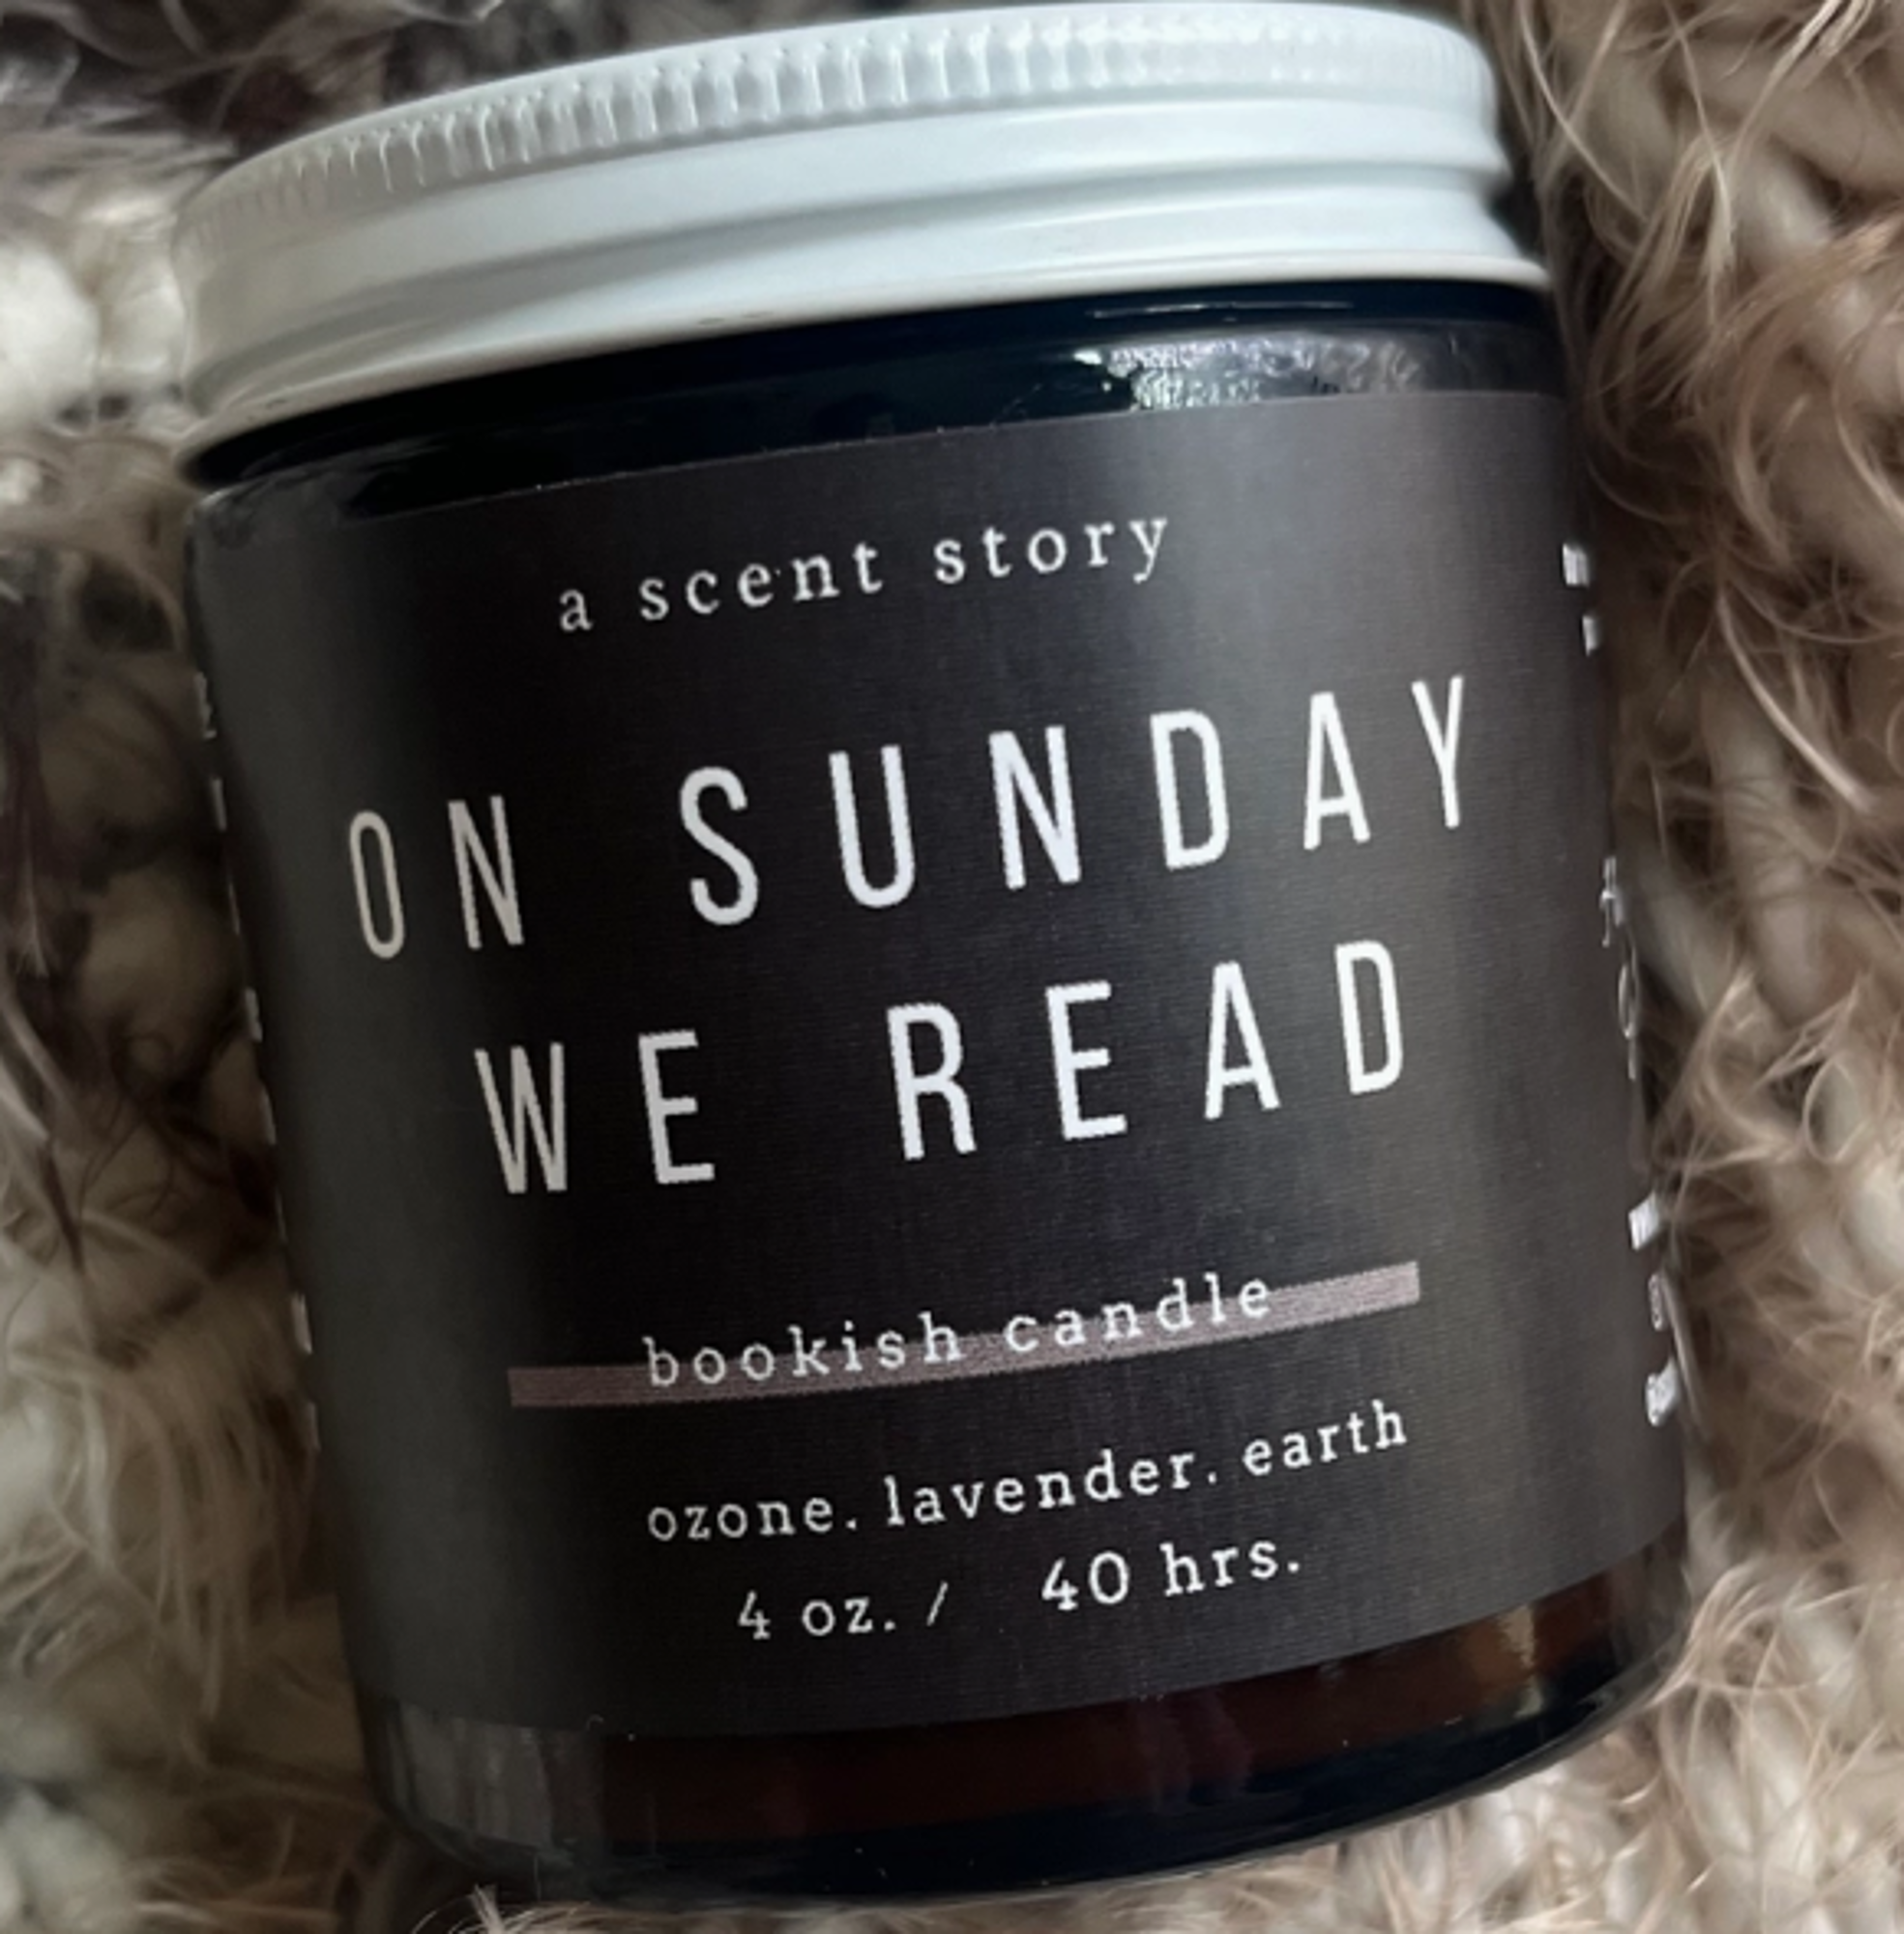 a scent story
ON SUNDAY
WE READ
bookish candle
ozone. lavender. earth
4 oz. / 40 hrs.